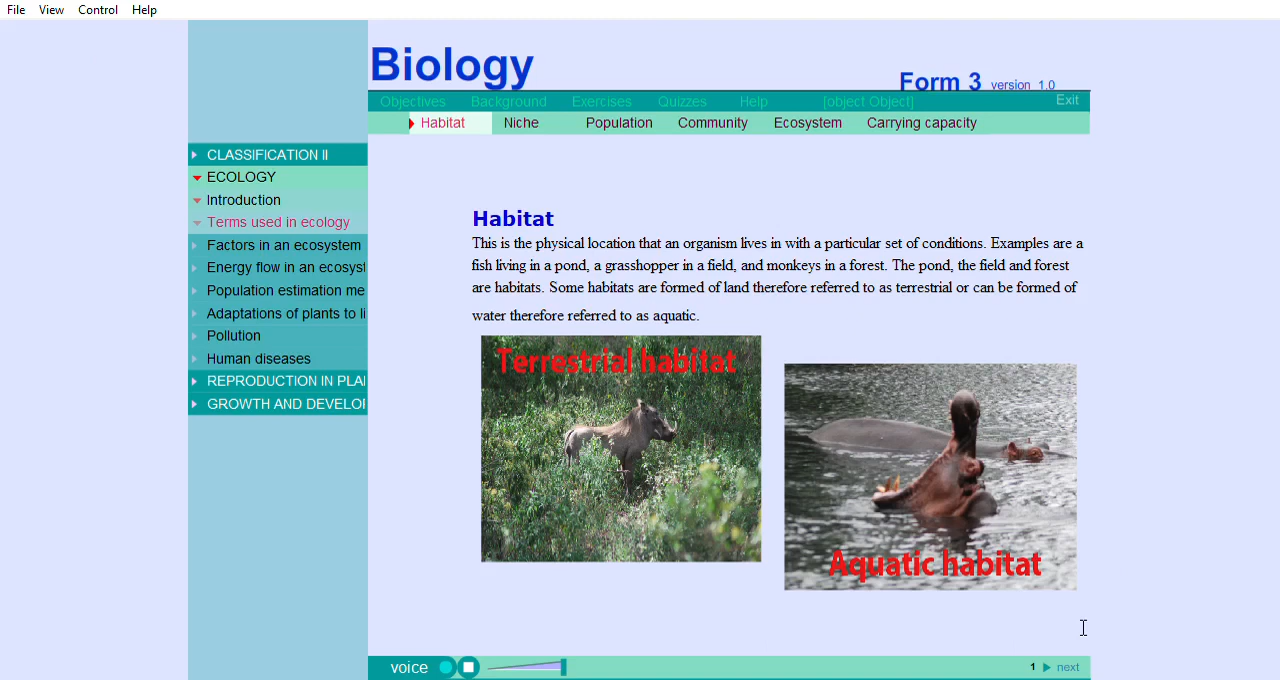 File View Control Help
Biology
Form 3 version 1.0
Objectives Background Exercises Quizzes Help [object Object] Exit
Habitat Niche Population Community Ecosystem Carrying capacity
CLASSIFICATION II
ECOLOGY
Introduction
Terms used in ecology
Factors in an ecosystem
Energy flow in an ecosyst
Population estimation me
Adaptations of plants to li
Pollution
Human diseases
REPRODUCTION IN PLAN
GROWTH AND DEVELOP
Habitat
This is the physical location that an organism lives in with a particular set of conditions. Examples are a
fish living in a pond, a grasshopper in a field, and monkeys in a forest. The pond, the field and forest
are habitats. Some habitats are formed of land therefore referred to as terrestrial or can be formed of
water therefore referred to as aquatic.
Terrestrial habitat
Aquatic habitat
voice
1 next